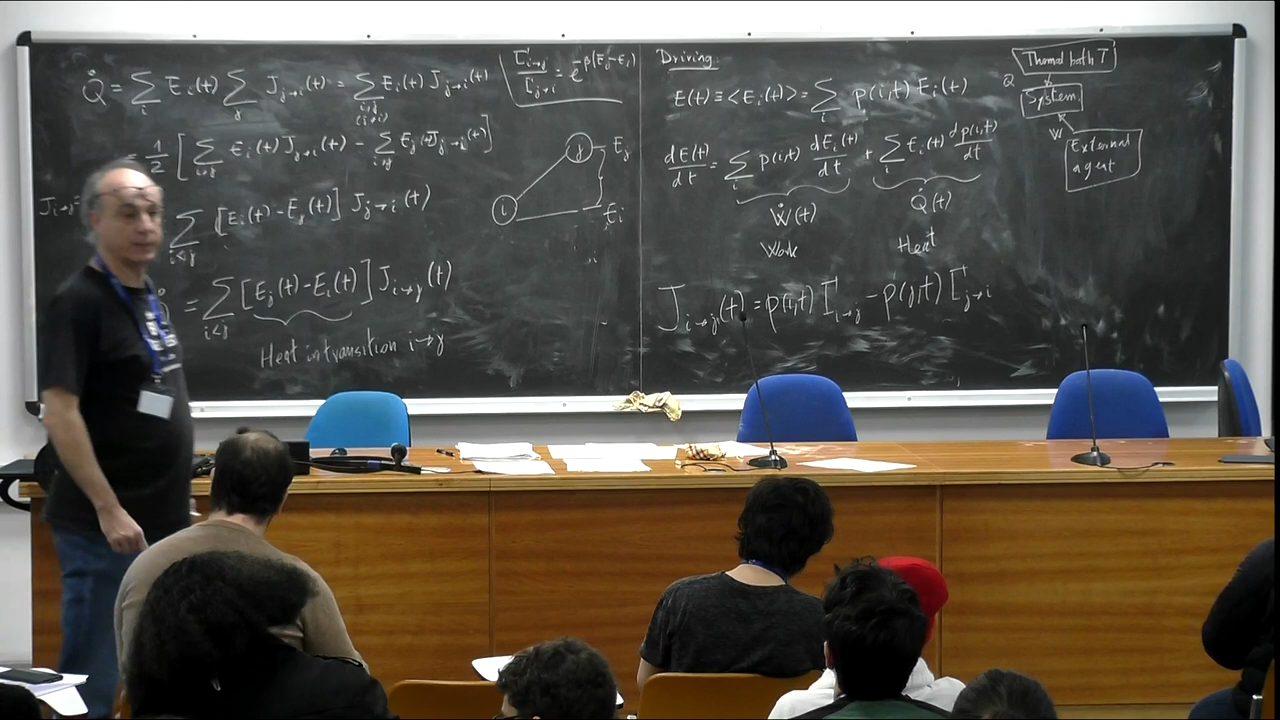 Q̇ = Σ_i E_i(t) Σ_j J_{j→i}(t) = Σ_{i,j (j≠i)} E_i(t) J_{j→i}(t)
= 1/2 [Σ_{i≠j} E_i(t) J_{j→i}(t) − Σ_{i≠j} E_j(t) J_{j→i}(t)]
J_{i→j} =
Σ_{i<j} [E_i(t) − E_j(t)] J_{j→i}(t)
= Σ_{i<j} [E_j(t) − E_i(t)] J_{i→j}(t)
Heat in transition i→j
Γ_{i→j}/Γ_{j→i} = e^{−β(E_j−E_i)}
j E_j
i E_i
Driving:
E(t) ≡ <E_i(t)> = Σ_i p(i,t) E_i(t)
dE(t)/dt = Σ_i p(i,t) dE_i(t)/dt + Σ_i E_i(t) dp(i,t)/dt
Ẇ(t) Q̇(t)
Work Heat
J_{i→j}(t) = p(i,t) Γ_{i→j} − p(j,t) Γ_{j→i}
Thermal bath T
Q
System
W
External
agent